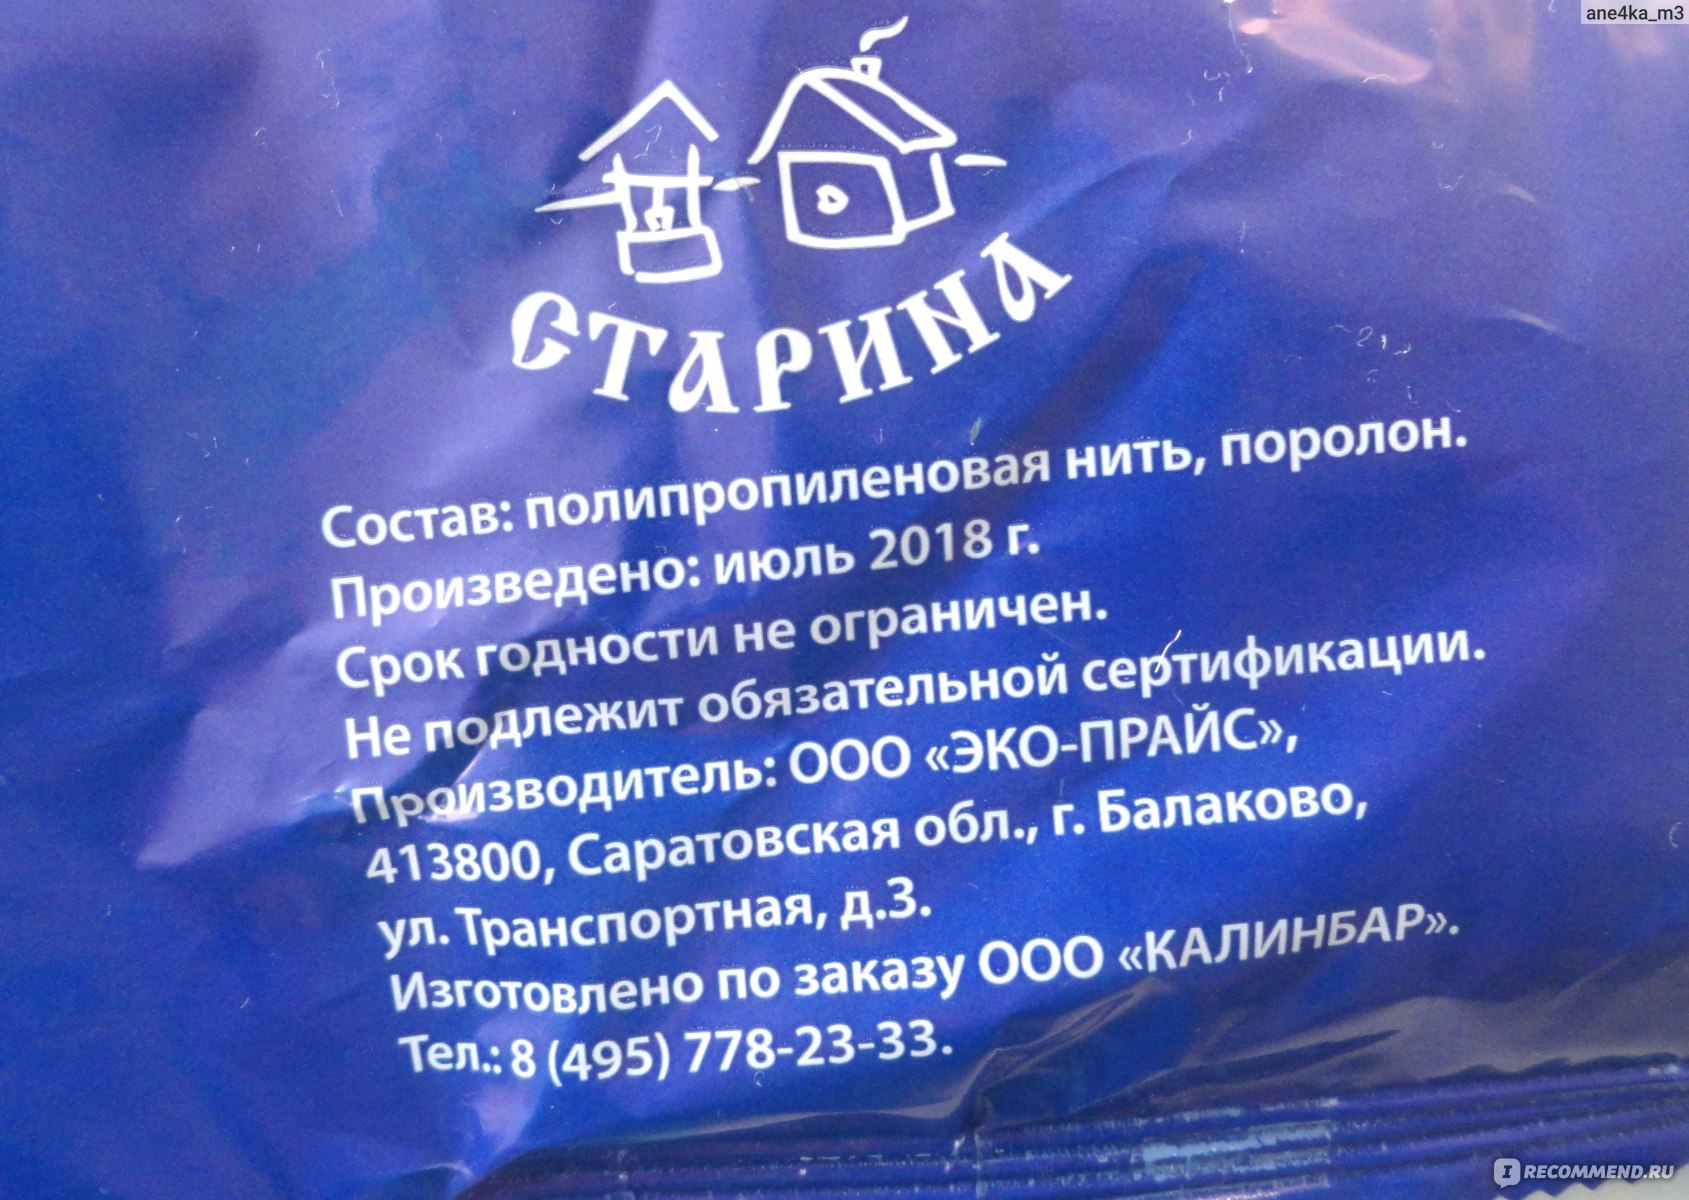 ane4ka_m3
СТАРИНА
Состав: полипропиленовая нить, поролон.
Произведено: июль 2018 г.
Срок годности не ограничен.
Не подлежит обязательной сертификации.
Производитель: ООО «ЭКО-ПРАЙС»,
413800, Саратовская обл., г. Балаково,
ул. Транспортная, д.3.
Изготовлено по заказу ООО «КАЛИНБАР».
Тел.: 8 (495) 778-23-33.
I RECOMMEND.RU